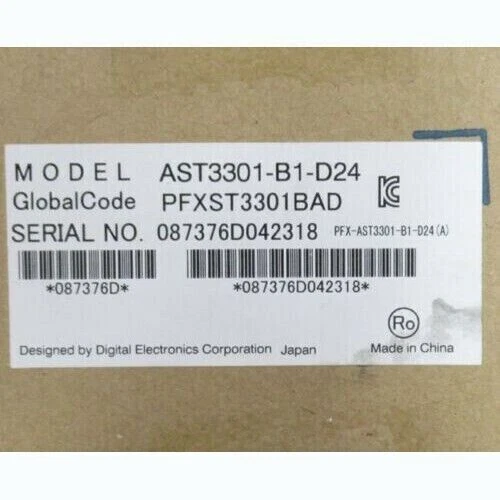 MODEL AST3301-B1-D24
GlobalCode PFXST3301BAD
SERIAL NO. 087376D042318 PFX-AST3301-B1-D24(A)
*087376D* *087376D042318*
Ro
Designed by Digital Electronics Corporation Japan Made in China